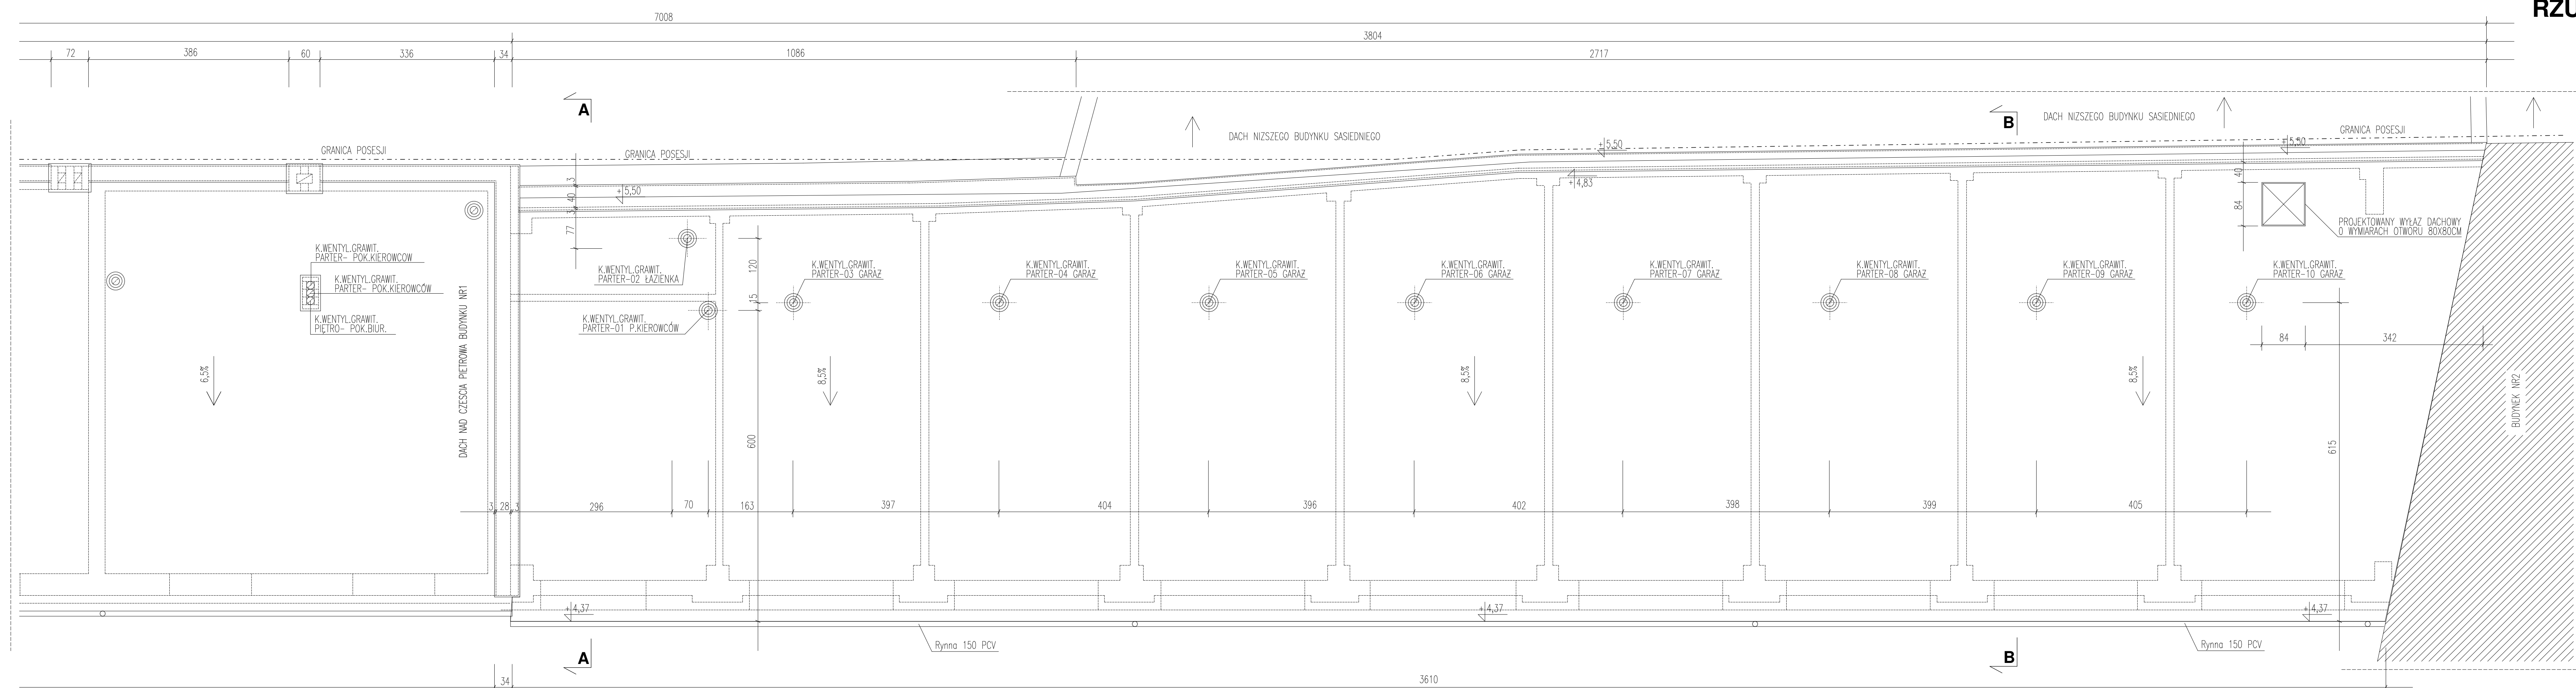 RZU
7008
3804
72
386
60
336
34
1086
2717
A
B
DACH NIZSZEGO BUDYNKU SASIEDNIEGO
DACH NIZSZEGO BUDYNKU SASIEDNIEGO
GRANICA POSESJI
GRANICA POSESJI
GRANICA POSESJI
+5,50
+5,50
+5,50
+4,83
3
40
3
77
40
84
PROJEKTOWANY WYŁAZ DACHOWY
O WYMIARACH OTWORU 80X80CM
K.WENTYL.GRAWIT.
PARTER- POK.KIEROWCOW
K.WENTYL.GRAWIT.
PARTER- POK.KIEROWCÓW
K.WENTYL.GRAWIT.
PIĘTRO- POK.BIUR.
K.WENTYL.GRAWIT.
PARTER-02 ŁAZIENKA
K.WENTYL.GRAWIT.
PARTER-01 P.KIEROWCÓW
120
15
600
K.WENTYL.GRAWIT.
PARTER-03 GARAŻ
K.WENTYL.GRAWIT.
PARTER-04 GARAŻ
K.WENTYL.GRAWIT.
PARTER-05 GARAŻ
K.WENTYL.GRAWIT.
PARTER-06 GARAŻ
K.WENTYL.GRAWIT.
PARTER-07 GARAŻ
K.WENTYL.GRAWIT.
PARTER-08 GARAŻ
K.WENTYL.GRAWIT.
PARTER-09 GARAŻ
K.WENTYL.GRAWIT.
PARTER-10 GARAŻ
84
342
6,5%
DACH NAD CZESCIA PIETROWA BUDYNKU NR1
8,5%
8,5%
8,5%
615
BUDYNEK NR2
3
28
3
296
70
163
397
404
396
402
398
399
405
+4,37
+4,37
+4,37
Rynna 150 PCV
Rynna 150 PCV
A
B
34
3610